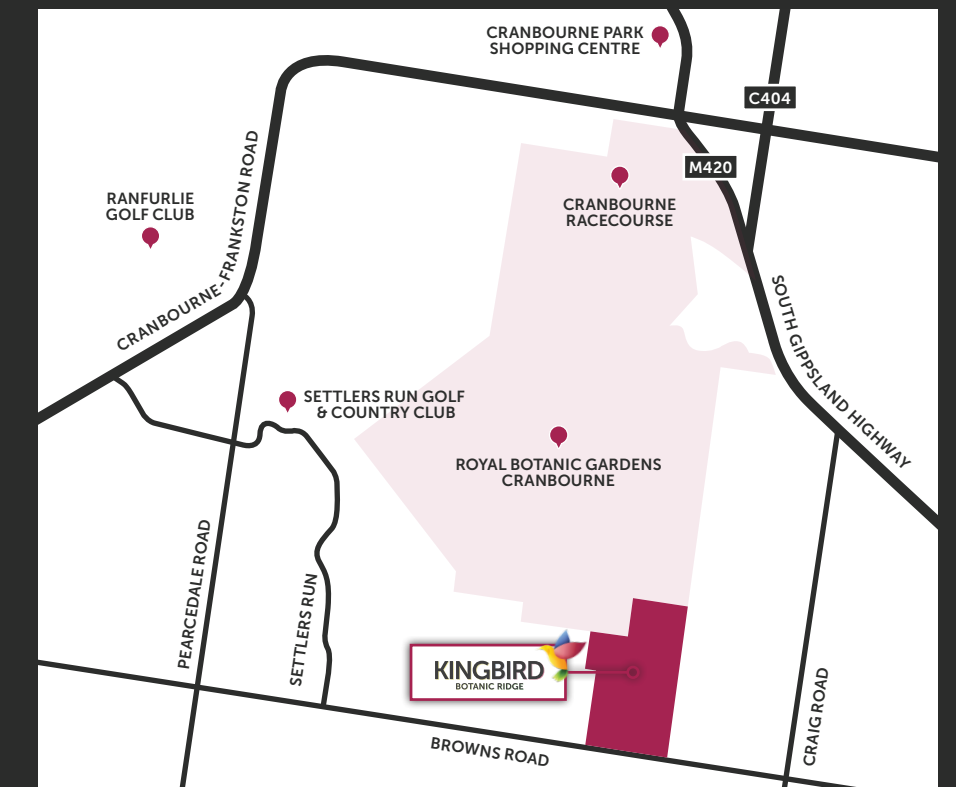 CRANBOURNE PARK
SHOPPING CENTRE
C404
M420
CRANBOURNE
RACECOURSE
RANFURLIE
GOLF CLUB
CRANBOURNE-FRANKSTON ROAD
SOUTH GIPPSLAND HIGHWAY
SETTLERS RUN GOLF
& COUNTRY CLUB
ROYAL BOTANIC GARDENS
CRANBOURNE
PEARCEDALE ROAD
SETTLERS RUN
KINGBIRD
BOTANIC RIDGE
CRAIG ROAD
BROWNS ROAD